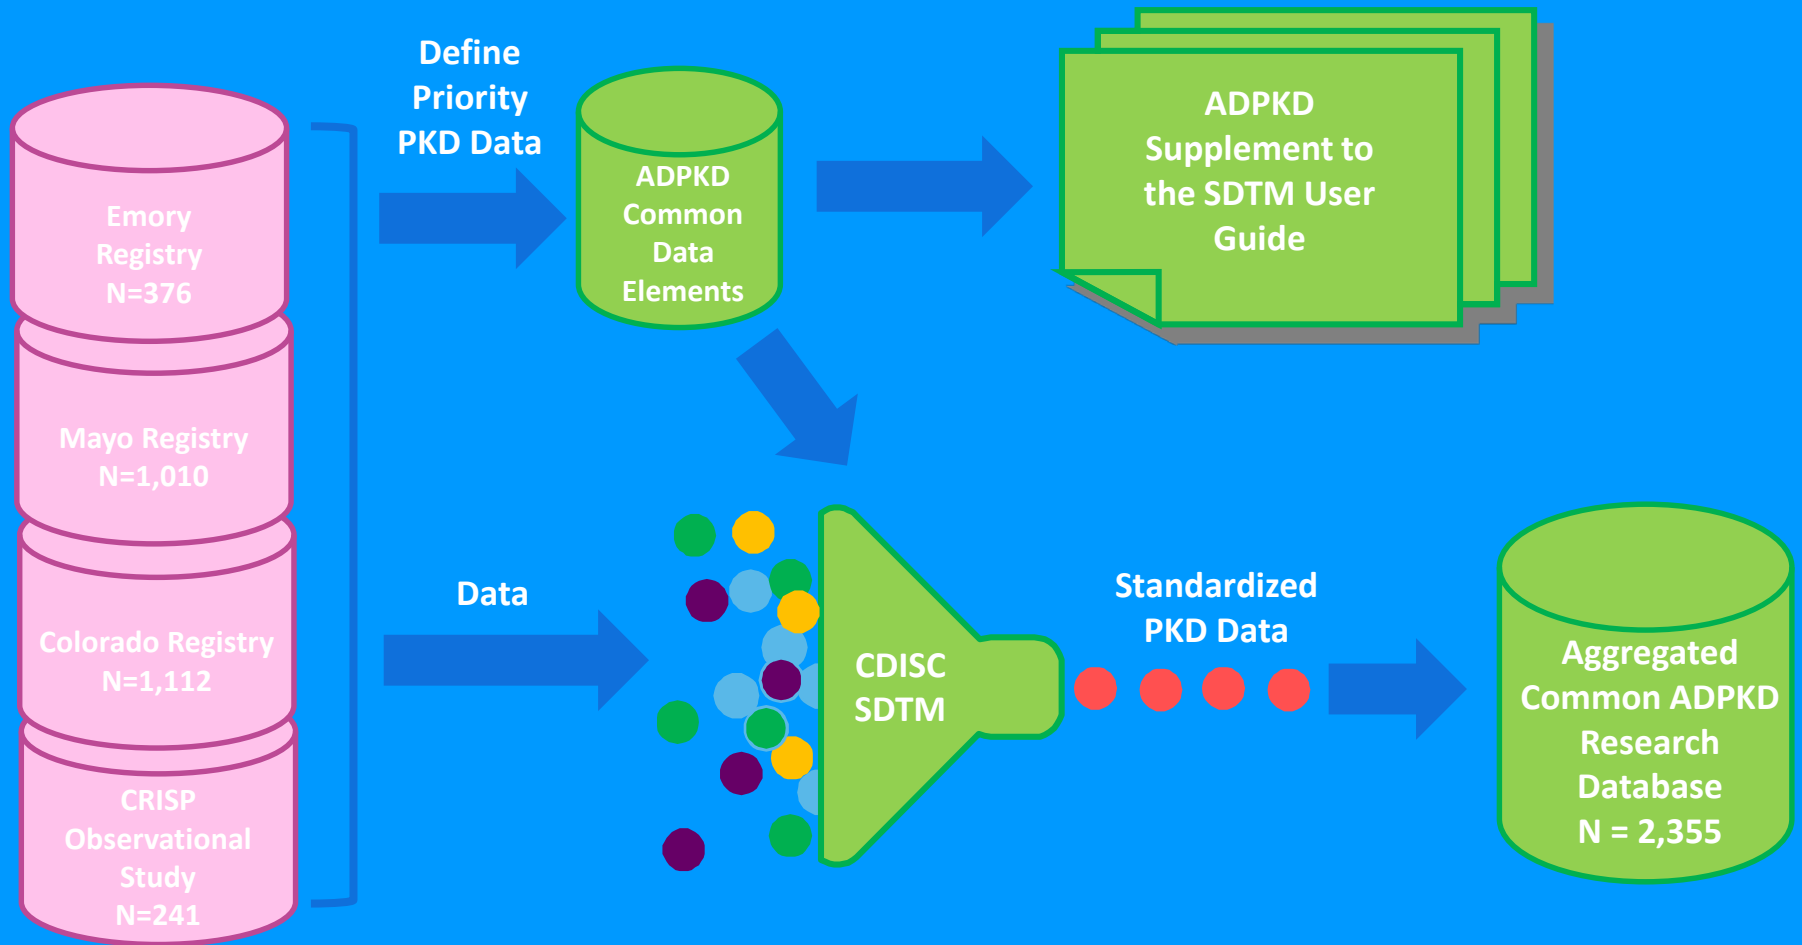 Define
Priority
PKD Data
Emory
Registry
N=376
Mayo Registry
N=1,010
Colorado Registry
N=1,112
CRISP
Observational
Study
N=241
ADPKD
Common
Data
Elements
ADPKD
Supplement to
the SDTM User
Guide
Data
CDISC
SDTM
Standardized
PKD Data
Aggregated
Common ADPKD
Research
Database
N = 2,355